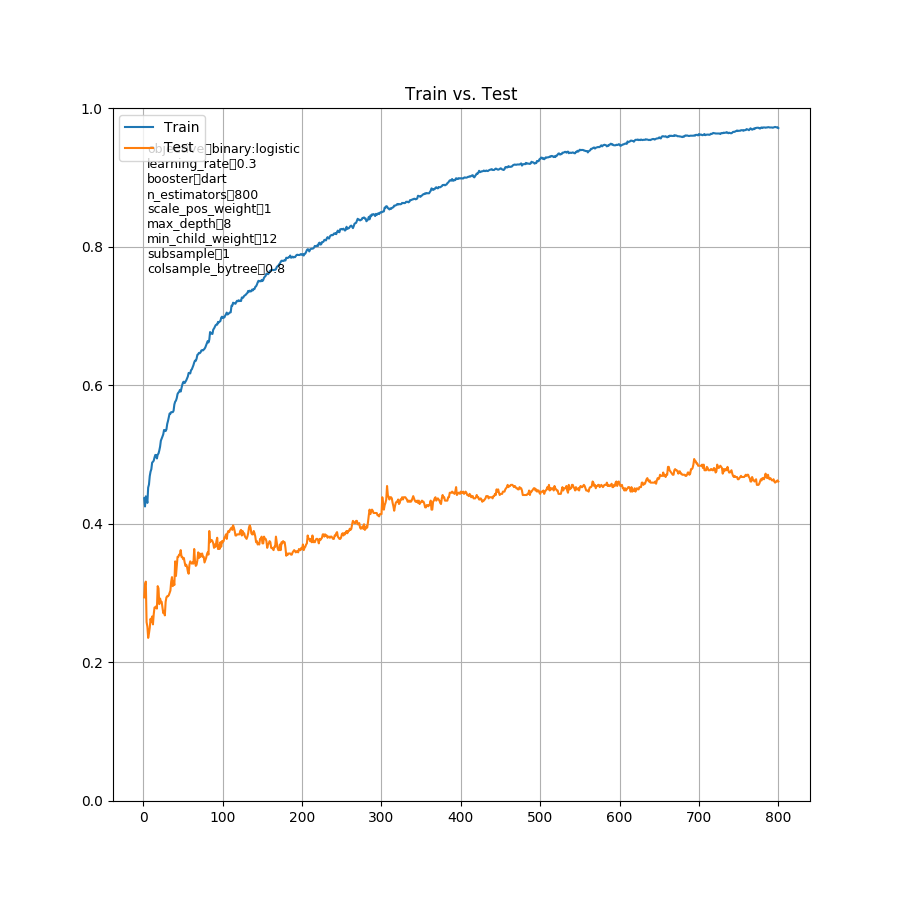 Train vs. Test
1.0
0.8
0.6
0.4
0.2
0.0
Train
Test
binary:logistic
learning_rate▯0.3
booster▯dart
n_estimators▯800
scale_pos_weight▯1
max_depth▯8
min_child_weight▯12
subsample▯1
colsample_bytree▯0.8
0 100 200 300 400 500 600 700 800